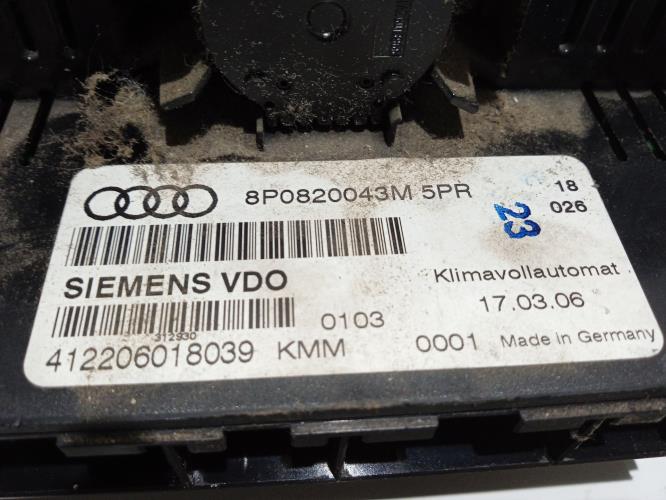 8P0820043M 5PR
18
026
23
SIEMENS VDO
Klimavollautomat
17.03.06
312930
0103
412206018039 KMM
0001 Made in Germany